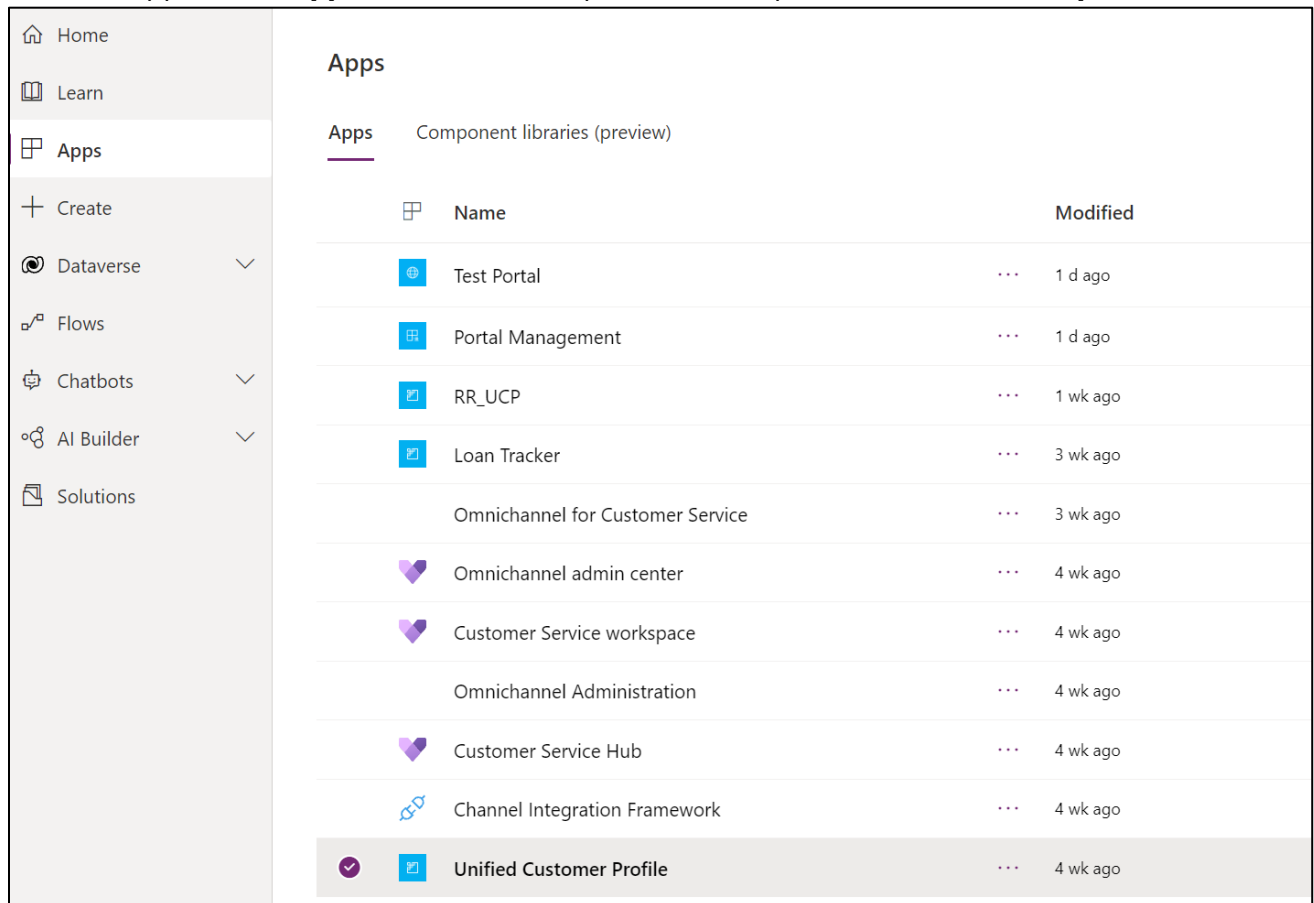 Home
Learn
Apps
Create
Dataverse
Flows
Chatbots
AI Builder
Solutions
Apps
Apps Component libraries (preview)
Name Modified
Test Portal ... 1 d ago
Portal Management ... 1 d ago
RR_UCP ... 1 wk ago
Loan Tracker ... 3 wk ago
Omnichannel for Customer Service ... 3 wk ago
Omnichannel admin center ... 4 wk ago
Customer Service workspace ... 4 wk ago
Omnichannel Administration ... 4 wk ago
Customer Service Hub ... 4 wk ago
Channel Integration Framework ... 4 wk ago
Unified Customer Profile ... 4 wk ago